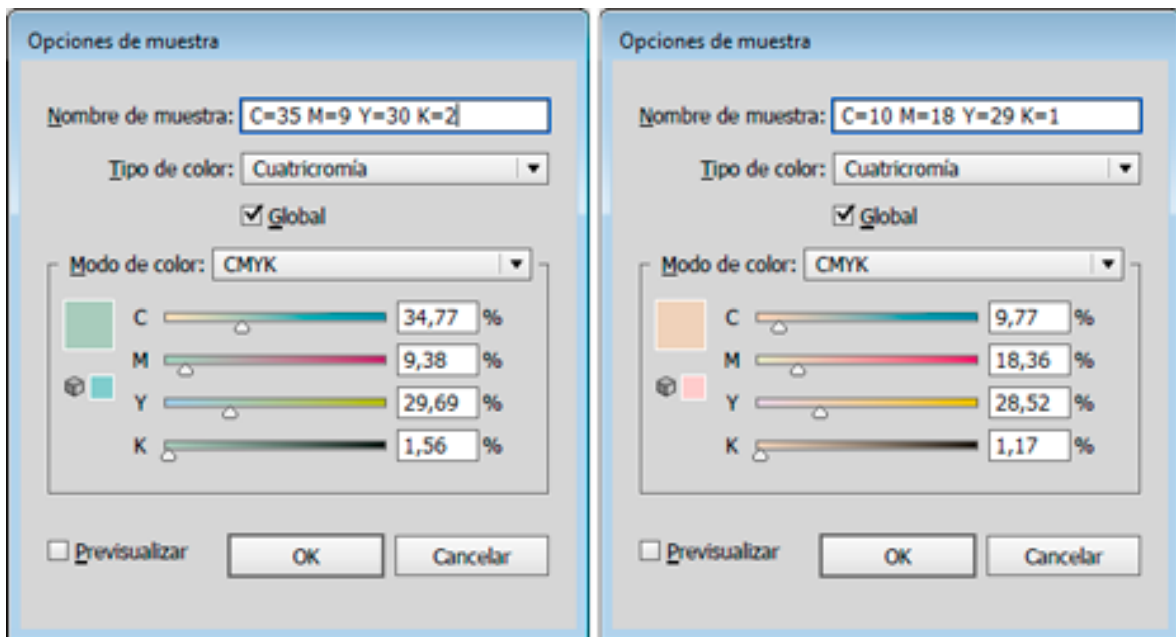 Opciones de muestra
Nombre de muestra: C=35 M=9 Y=30 K=2
Tipo de color: Cuatricromía
Global
Modo de color: CMYK
C 34,77 %
M 9,38 %
Y 29,69 %
K 1,56 %
Previsualizar OK Cancelar
Opciones de muestra
Nombre de muestra: C=10 M=18 Y=29 K=1
Tipo de color: Cuatricromía
Global
Modo de color: CMYK
C 9,77 %
M 18,36 %
Y 28,52 %
K 1,17 %
Previsualizar OK Cancelar